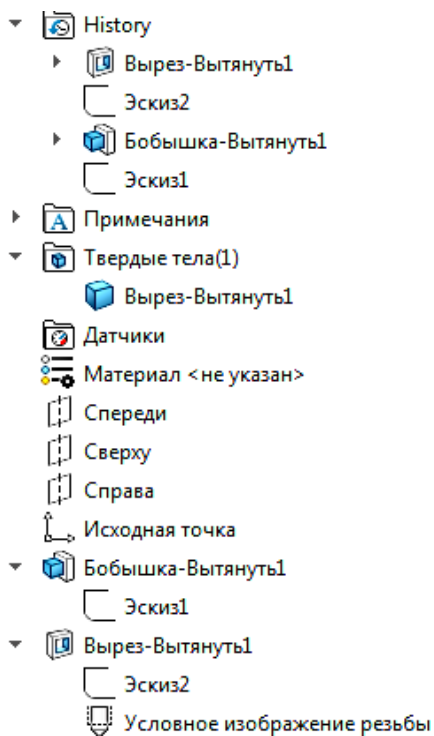 History
Вырез-Вытянуть1
Эскиз2
Бобышка-Вытянуть1
Эскиз1
Примечания
Твердые тела(1)
Вырез-Вытянуть1
Датчики
Материал <не указан>
Спереди
Сверху
Справа
Исходная точка
Бобышка-Вытянуть1
Эскиз1
Вырез-Вытянуть1
Эскиз2
Условное изображение резьбы